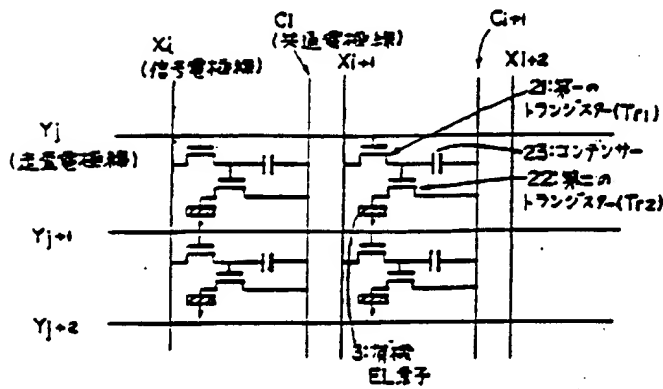 Xi
(信号電極線)
Ci
(共通電極線)
Xi+1
Ci+1
Xi+2
21:第一の
トランジスター(Tr1)
Yj
(走査電極線)
23:コンデンサー
22:第二の
トランジスター(Tr2)
Yj+1
Yj+2
3:有機
EL素子